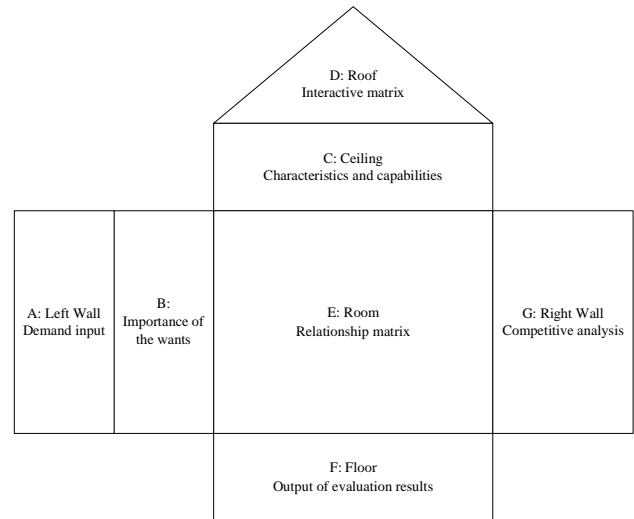 D: Roof
Interactive matrix
C: Ceiling
Characteristics and capabilities
A: Left Wall
Demand input
B:
Importance of
the wants
E: Room
Relationship matrix
G: Right Wall
Competitive analysis
F: Floor
Output of evaluation results